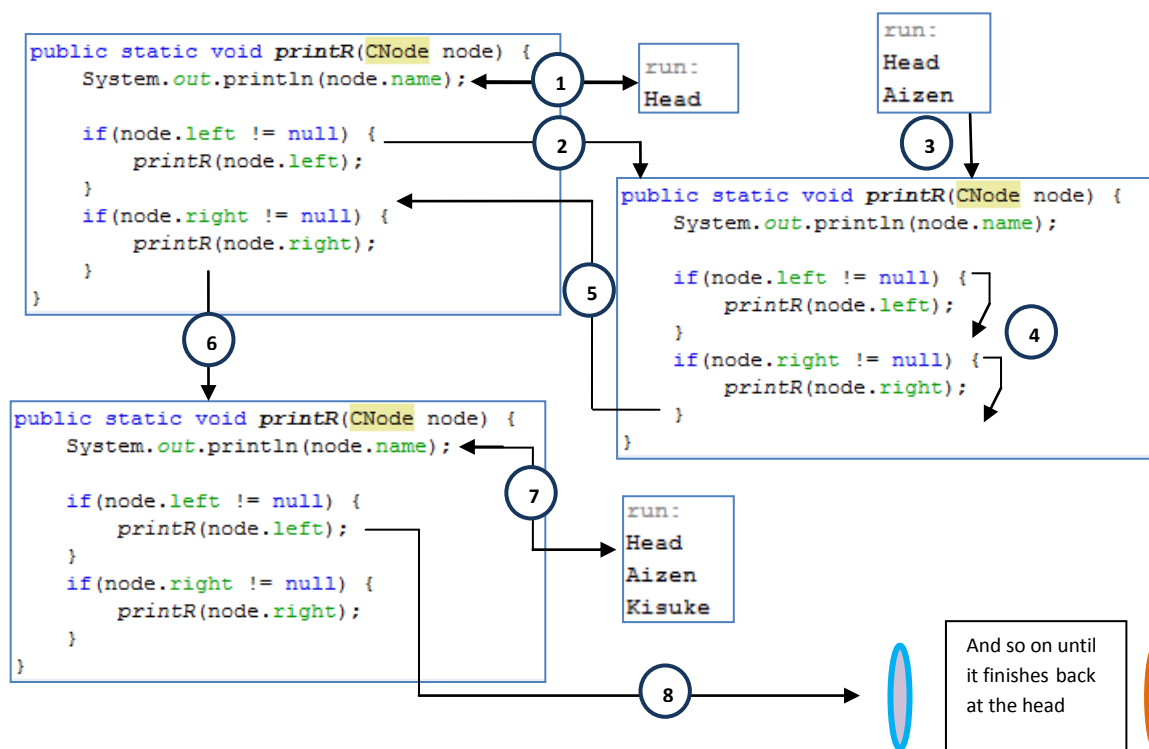 public static void printR(CNode node) {
System.out.println(node.name);
if(node.left != null) {
printR(node.left);
}
if(node.right != null) {
printR(node.right);
}
}
1
run:
Head
2
run:
Head
Aizen
3
public static void printR(CNode node) {
System.out.println(node.name);
if(node.left != null) {
printR(node.left);
}
if(node.right != null) {
printR(node.right);
}
}
4
5
6
public static void printR(CNode node) {
System.out.println(node.name);
if(node.left != null) {
printR(node.left);
}
if(node.right != null) {
printR(node.right);
}
}
7
run:
Head
Aizen
Kisuke
8
And so on until
it finishes back
at the head